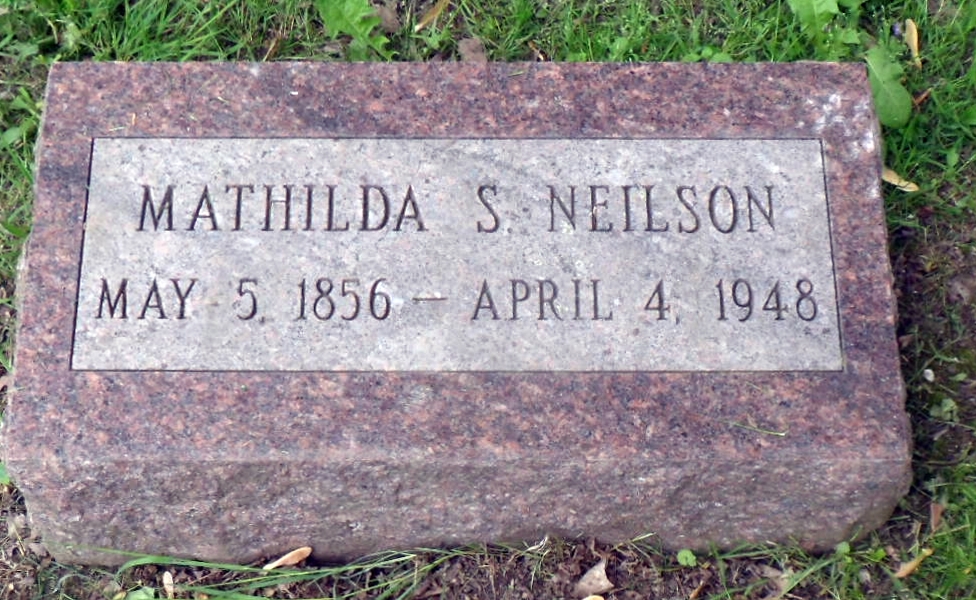 MATHILDA S. NEILSON
MAY 5, 1856 — APRIL 4, 1948